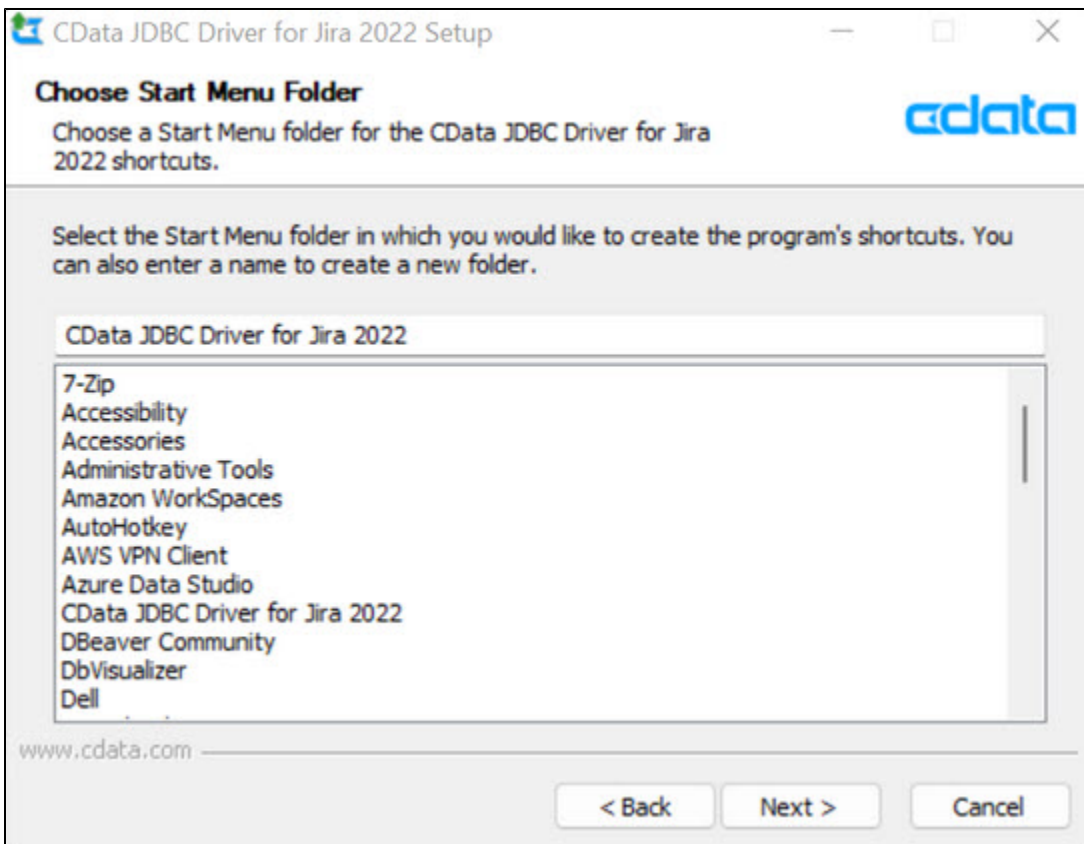 CData JDBC Driver for Jira 2022 Setup
Choose Start Menu Folder
Choose a Start Menu folder for the CData JDBC Driver for Jira
2022 shortcuts.
cdata
Select the Start Menu folder in which you would like to create the program's shortcuts. You
can also enter a name to create a new folder.
CData JDBC Driver for Jira 2022
7-Zip
Accessibility
Accessories
Administrative Tools
Amazon WorkSpaces
AutoHotkey
AWS VPN Client
Azure Data Studio
CData JDBC Driver for Jira 2022
DBeaver Community
DbVisualizer
Dell
www.cdata.com
< Back
Next >
Cancel